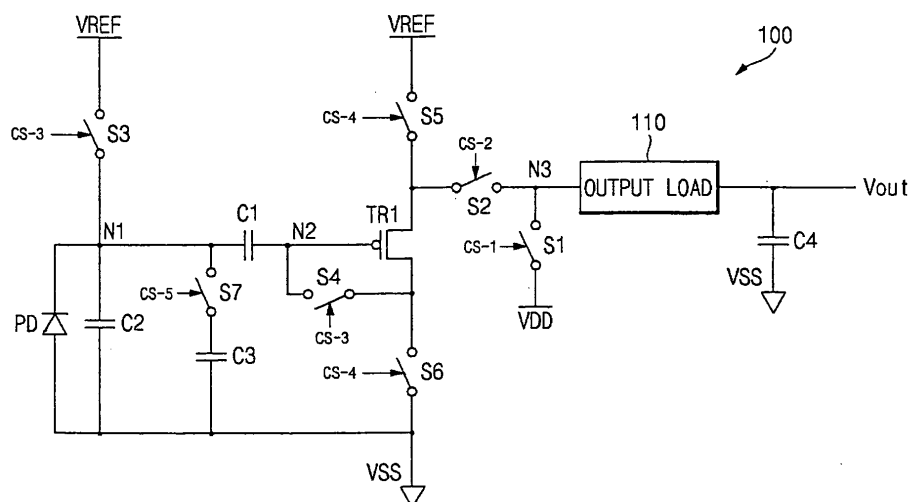 VREF
VREF
100
CS-3
S3
CS-4
S5
110
CS-2
N3
OUTPUT LOAD
Vout
S2
C1
N1
N2
TR1
CS-1
S1
C4
S4
VSS
CS-5
S7
VDD
PD
C2
CS-3
C3
CS-4
S6
VSS